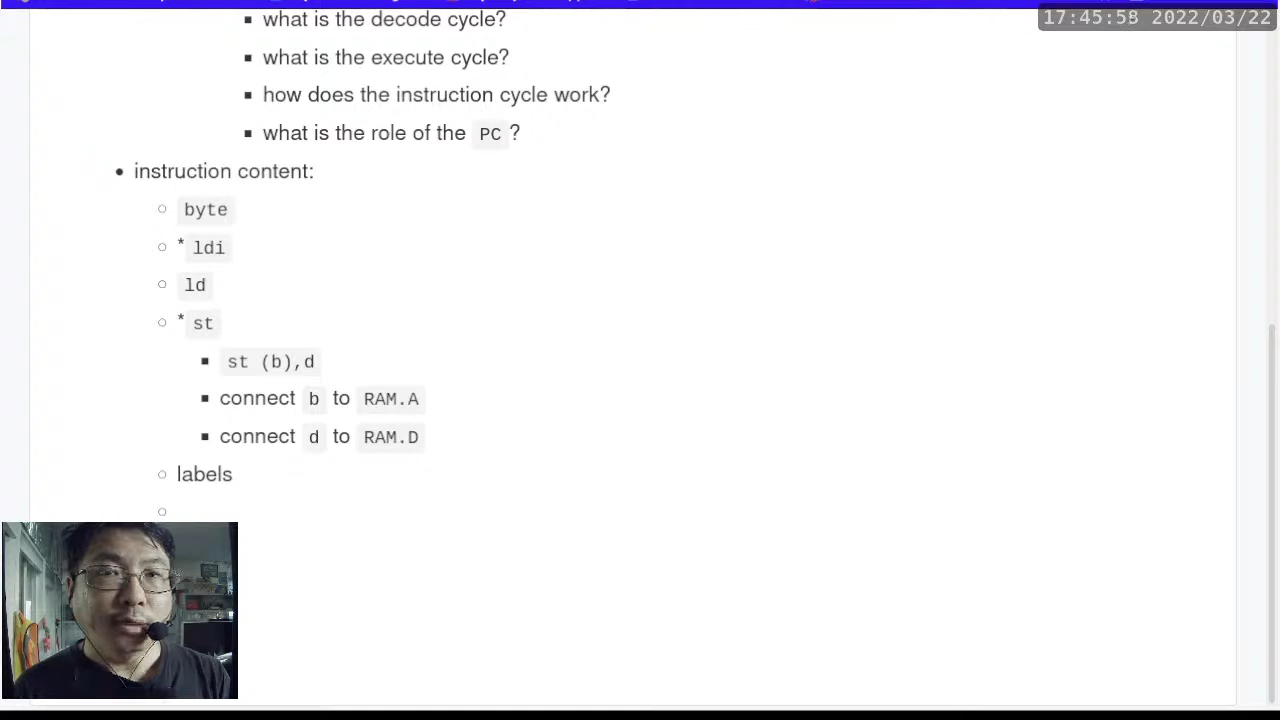 17:45:58 2022/03/22
what is the decode cycle?
what is the execute cycle?
how does the instruction cycle work?
what is the role of the PC ?
instruction content:
byte
* ldi
ld
* st
st (b),d
connect b to RAM.A
connect d to RAM.D
labels